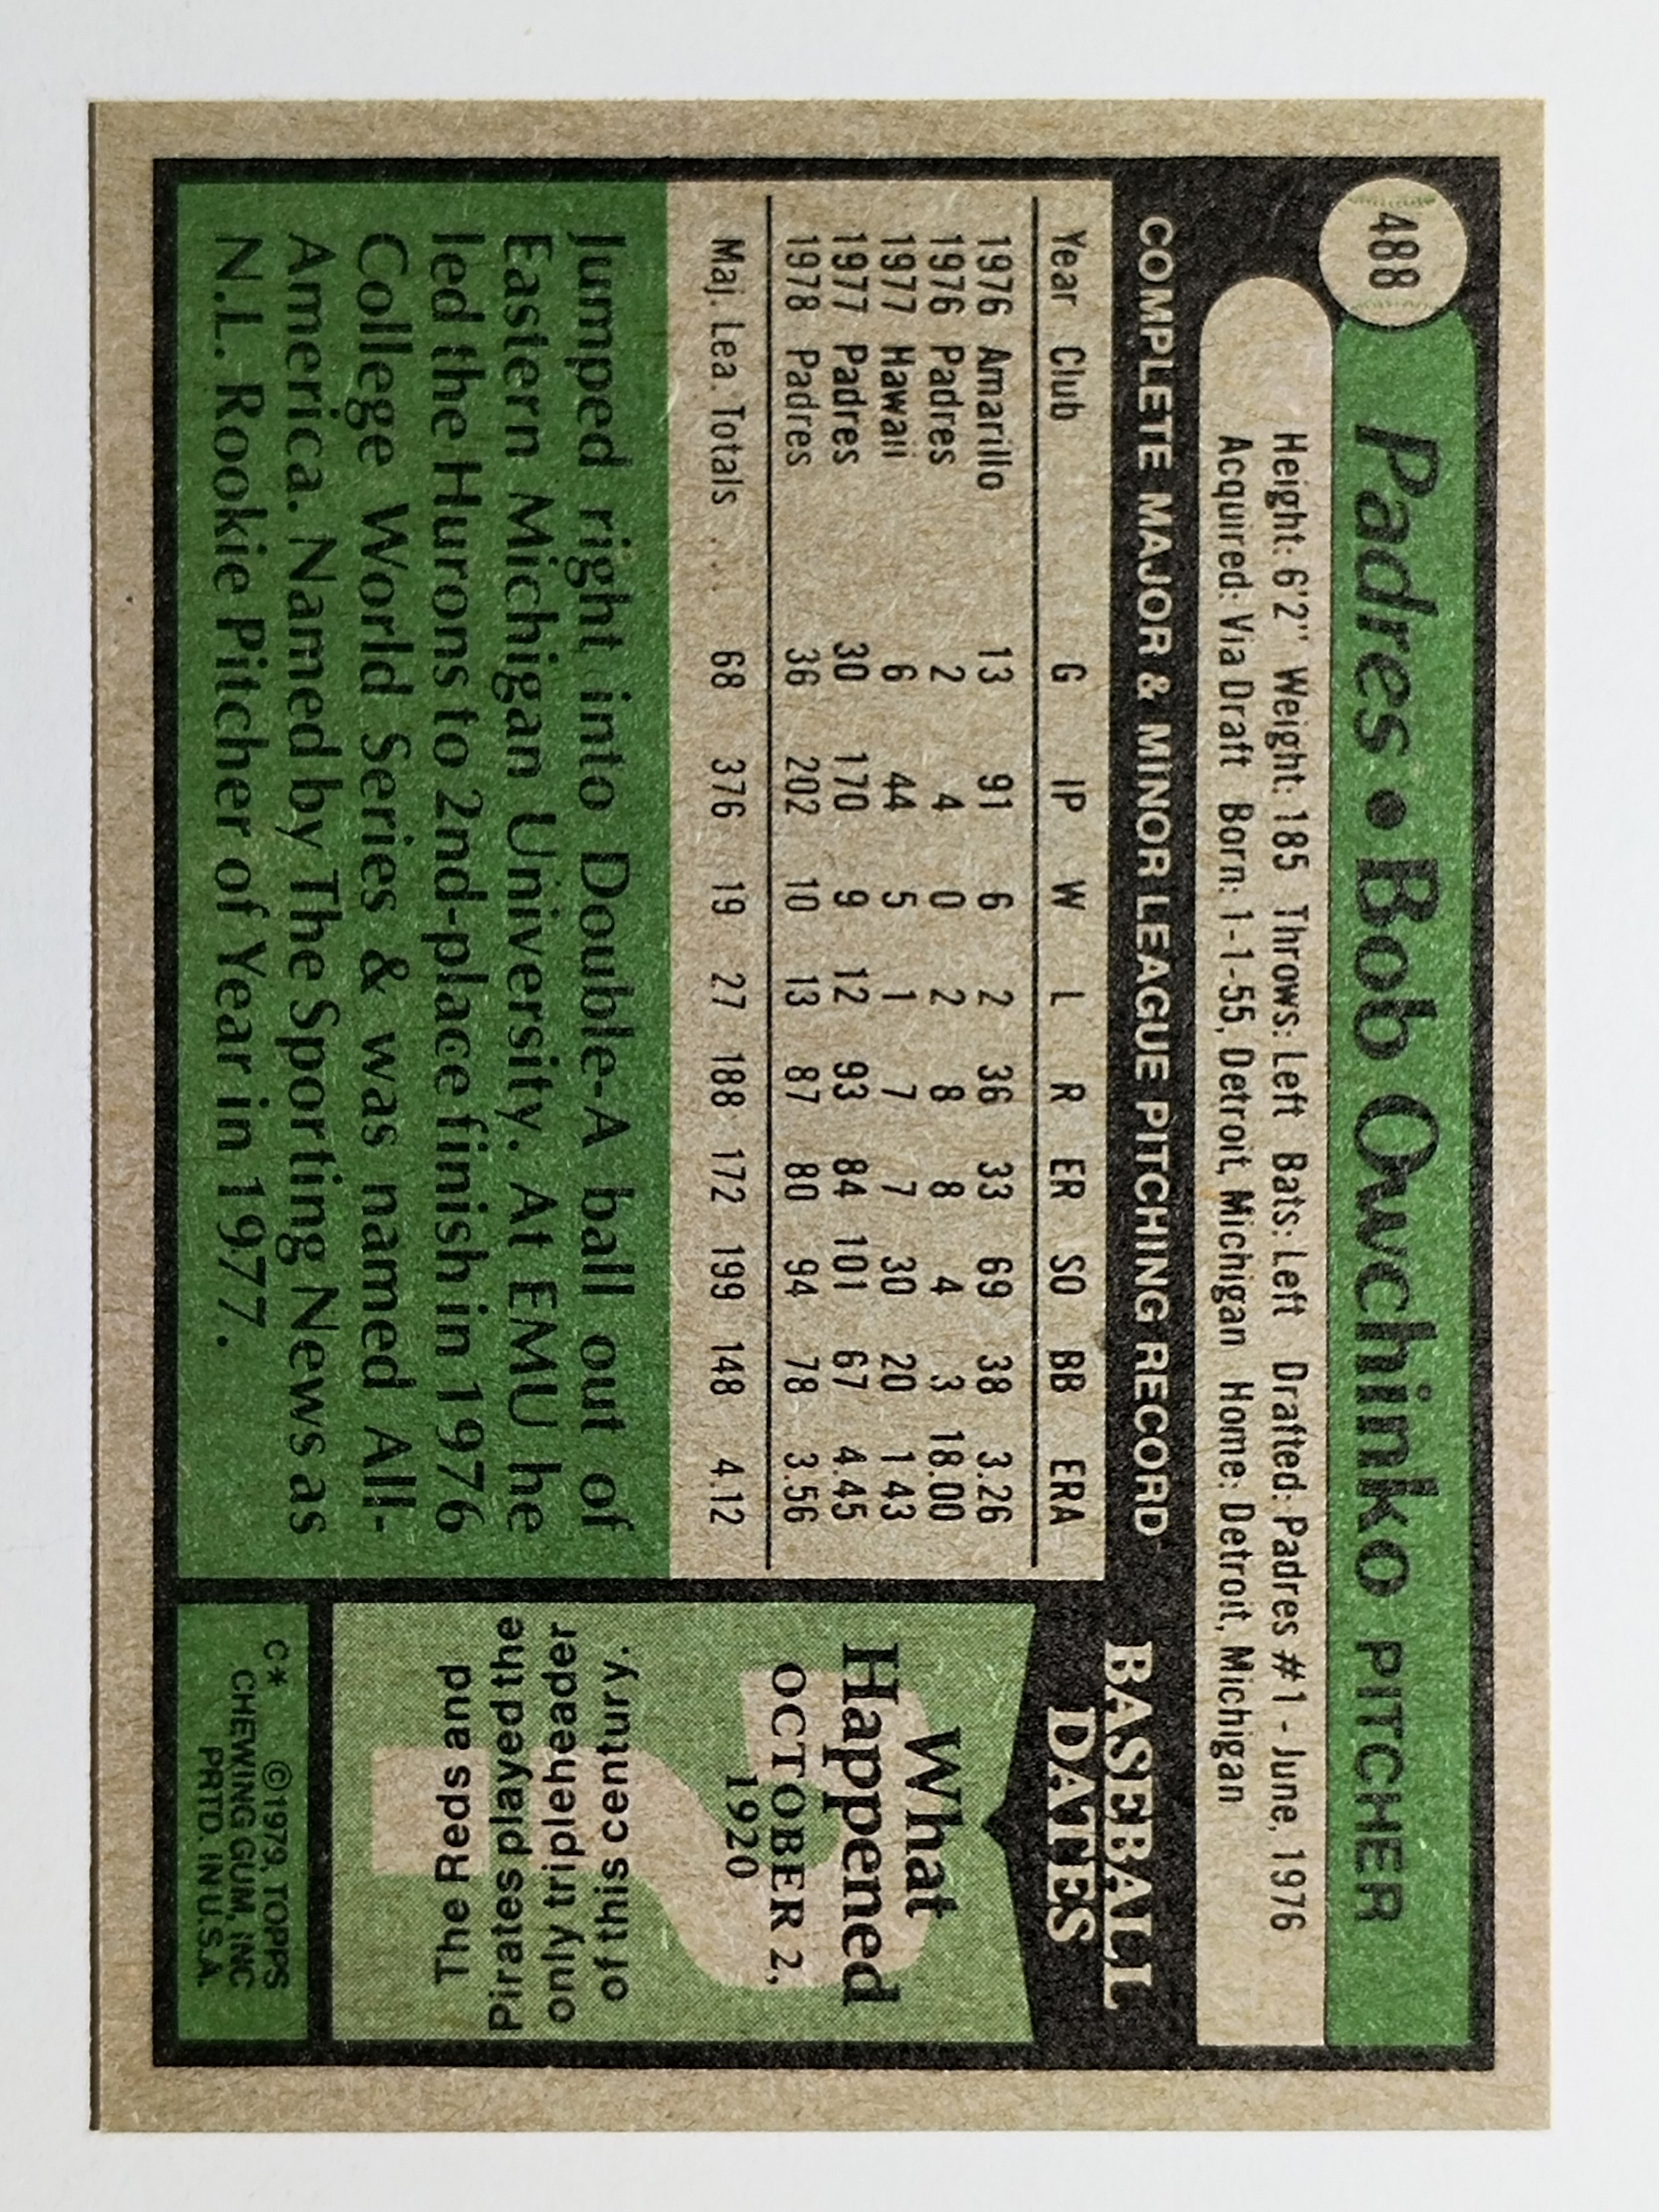 488
Padres • Bob Owchinko PITCHER
Height: 6'2" Weight: 185 Throws: Left Bats: Left Drafted: Padres #1 - June, 1976
Acquired: Via Draft Born: 1-1-55, Detroit, Michigan Home: Detroit, Michigan
COMPLETE MAJOR & MINOR LEAGUE PITCHING RECORD
Year Club G IP W L R ER SO BB ERA
1976 Amarillo 13 91 6 2 36 33 69 38 3.26
1976 Padres 2 4 0 2 8 8 4 3 18.00
1977 Hawaii 6 44 5 1 7 7 30 20 1 43
1977 Padres 30 170 9 12 93 84 101 67 4.45
1978 Padres 36 202 10 13 87 80 94 78 3.56
Maj. Lea. Totals . . . 68 376 19 27 188 172 199 148 4.12
Jumped right into Double-A ball out of
Eastern Michigan University. At EMU he
led the Hurons to 2nd-place finish in 1976
College World Series & was named All-
America. Named by The Sporting News as
N.L. Rookie Pitcher of Year in 1977.
BASEBALL
DATES
What
Happened
OCTOBER 2,
1920
The Reds and
Pirates played the
only tripleheader
of this century.
C* ©1979, TOPPS
CHEWING GUM, INC
PRTD. IN U.S.A.